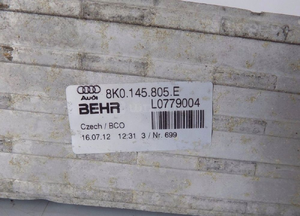 8K0.145.805.E
Audi
BEHR L0779004
Czech / BCO
16.07.12 12:31 3 / Nr. 699